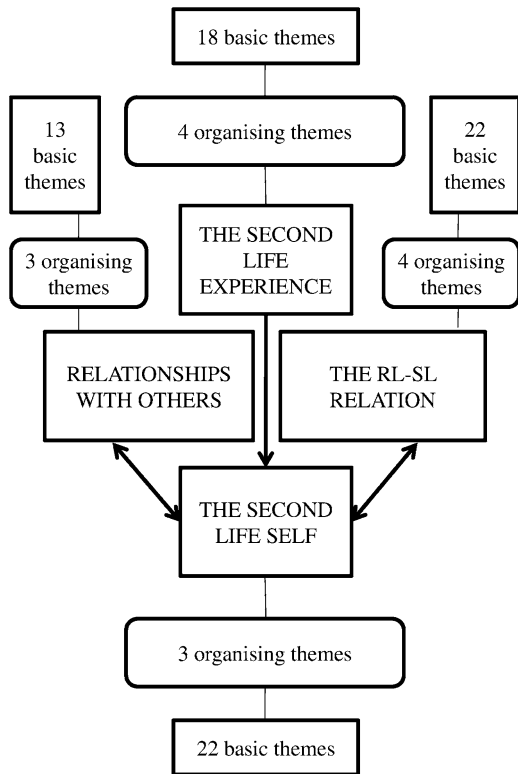 18 basic themes
13
basic
themes
4 organising themes
22
basic
themes
3 organising
themes
THE SECOND
LIFE
EXPERIENCE
4 organising
themes
RELATIONSHIPS
WITH OTHERS
THE RL-SL
RELATION
THE SECOND
LIFE SELF
3 organising themes
22 basic themes